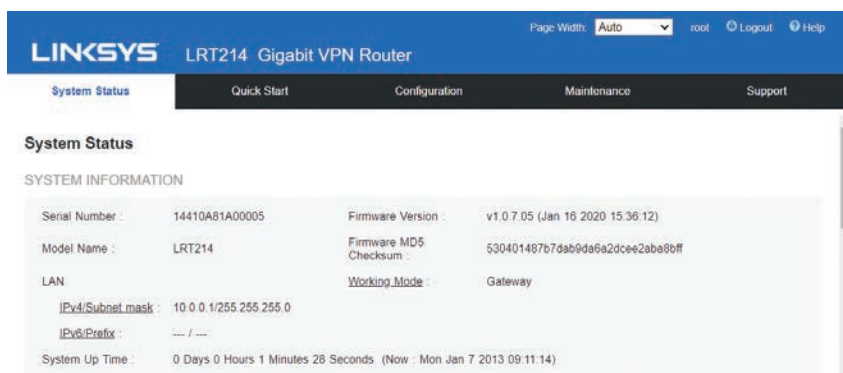 Page Width: Auto root Logout Help
LINKSYS LRT214 Gigabit VPN Router
System Status Quick Start Configuration Maintenance Support
System Status
SYSTEM INFORMATION
Serial Number : 14410A81A00005 Firmware Version : v1.0.7.05 (Jan 16 2020 15:36:12)
Model Name : LRT214 Firmware MD5 Checksum : 530401487b7dab9da6a2dcee2aba8bff
LAN Working Mode : Gateway
IPv4/Subnet mask : 10.0.0.1/255.255.255.0
IPv6/Prefix : --- / ---
System Up Time : 0 Days 0 Hours 1 Minutes 28 Seconds (Now : Mon Jan 7 2013 09:11:14)